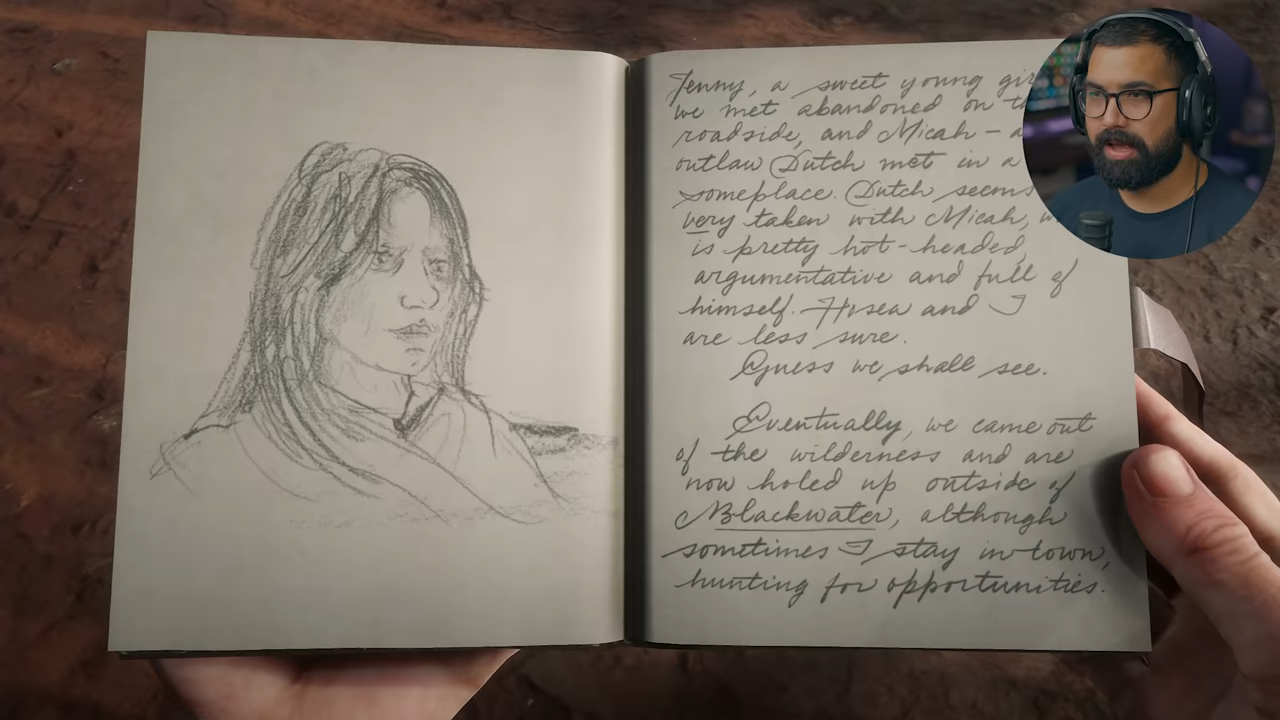 Jenny, a sweet young
we met abandoned on
roadside, and Micah –
outlaw Dutch met in a
someplace. Dutch seems
very taken with Micah,
is pretty hot-headed,
argumentative and full of
himself. Hosea and I
are less sure.
Guess we shall see.
Eventually, we came out
of the wilderness and are
now holed up outside of
Blackwater, although
sometimes I stay in town,
hunting for opportunities.